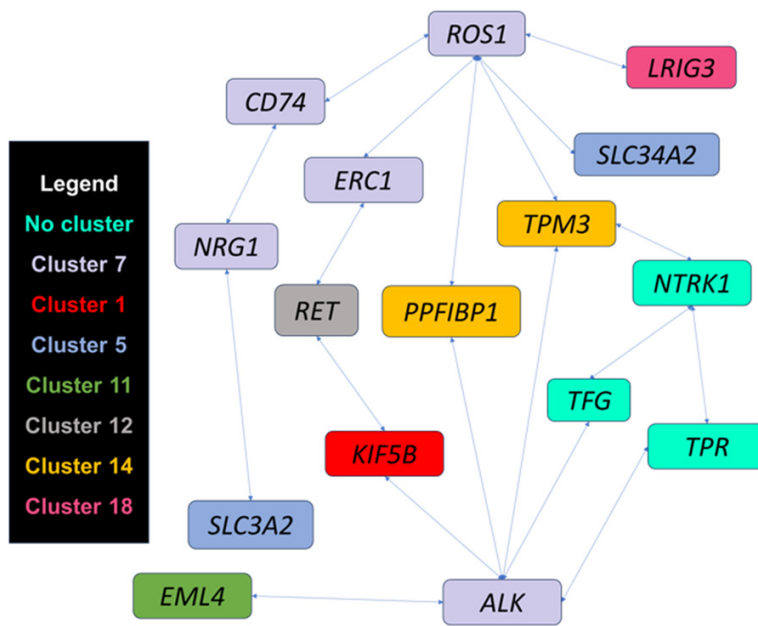 ROS1
LRIG3
CD74
SLC34A2
ERC1
TPM3
NRG1
NTRK1
RET
PPFIBP1
TFG
TPR
KIF5B
SLC3A2
EML4
ALK
Legend
No cluster
Cluster 7
Cluster 1
Cluster 5
Cluster 11
Cluster 12
Cluster 14
Cluster 18